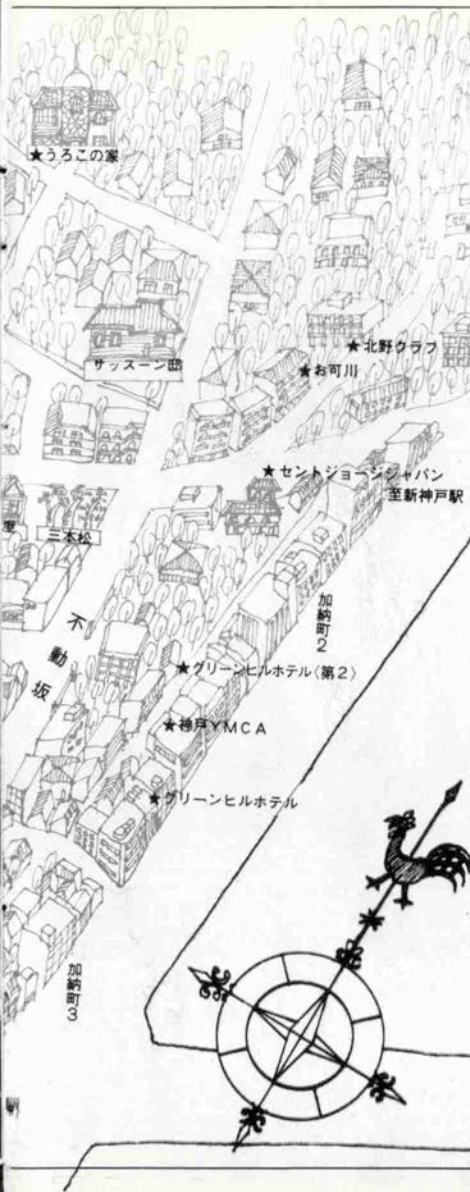 ★うろこの家
サッスーン邸
★北野クラブ
★お可川
★セントジョージジャパン
至新神戸駅
三本松
不動坂
加納町2
★グリーンヒルホテル〈第2〉
★神戸YMCA
★グリーンヒルホテル
加納町3